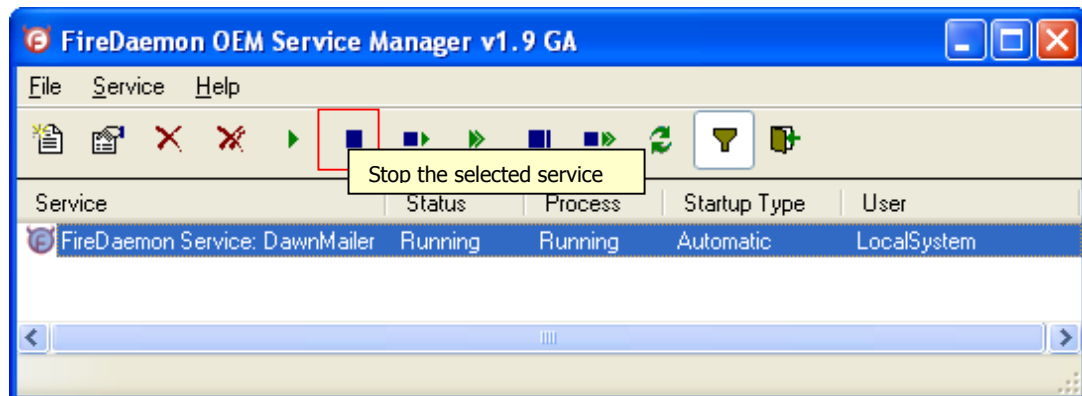 FireDaemon OEM Service Manager v1.9 GA
File Service Help
Stop the selected service
Service Status Process Startup Type User
FireDaemon Service: DawnMailer Running Running Automatic LocalSystem